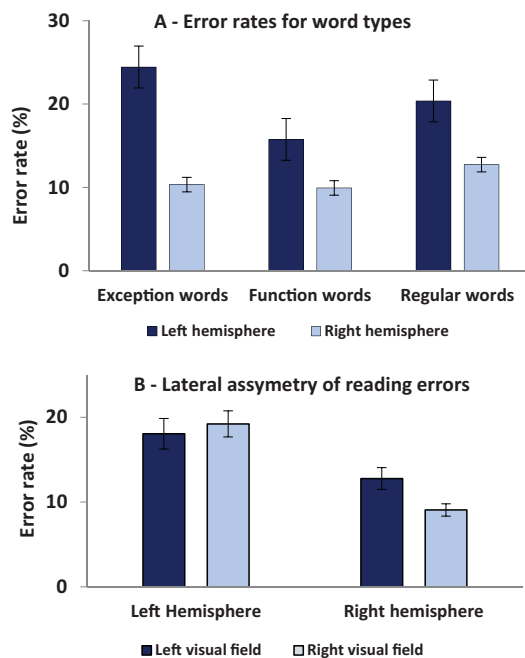 A - Error rates for word types
Error rate (%)
30
20
10
0
Exception words Function words Regular words
Left hemisphere Right hemisphere
B - Lateral assymetry of reading errors
Error rate (%)
20
10
0
Left Hemisphere Right hemisphere
Left visual field Right visual field